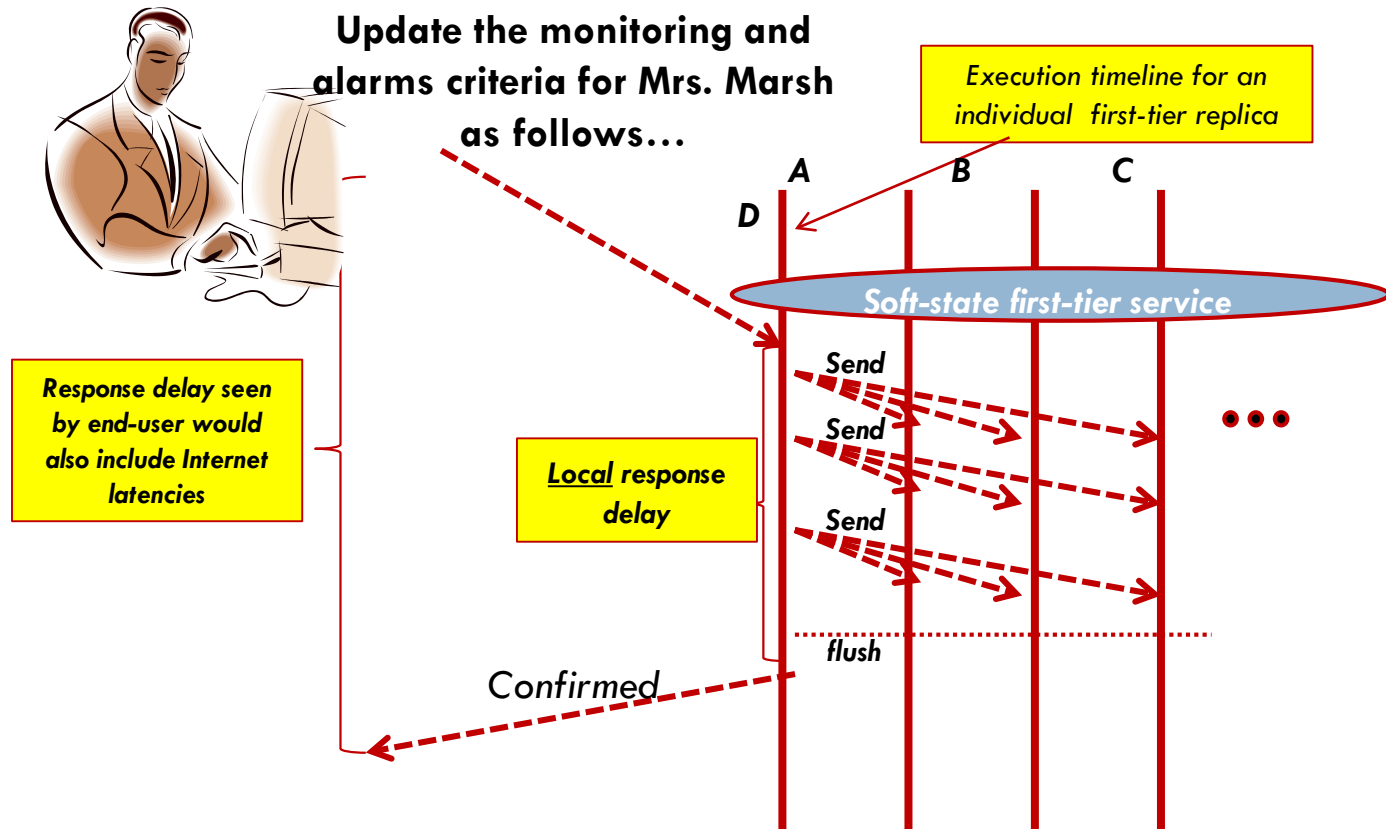 Update the monitoring and
alarms criteria for Mrs. Marsh
as follows…
Execution timeline for an
individual first-tier replica
A
B
C
D
Soft-state first-tier service
Send
Response delay seen
by end-user would
also include Internet
latencies
Send
Local response
delay
Send
flush
Confirmed